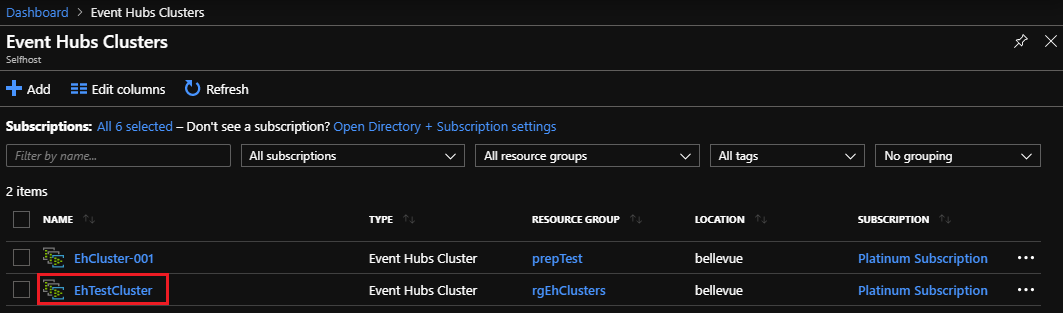 Dashboard > Event Hubs Clusters
Event Hubs Clusters
Selfhost
Add Edit columns Refresh
Subscriptions: All 6 selected – Don't see a subscription? Open Directory + Subscription settings
Filter by name... All subscriptions All resource groups All tags No grouping
2 items
NAME TYPE RESOURCE GROUP LOCATION SUBSCRIPTION
EhCluster-001 Event Hubs Cluster prepTest bellevue Platinum Subscription
EhTestCluster Event Hubs Cluster rgEhClusters bellevue Platinum Subscription